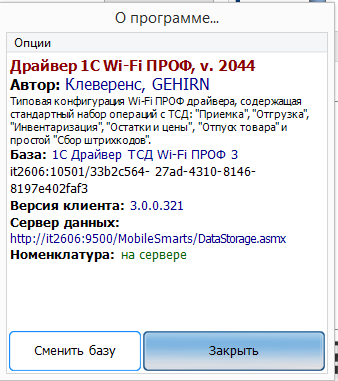 О программе...
Опции
Драйвер 1С Wi-Fi ПРОФ, v. 2044
Автор: Клеверенс, GEHIRN
Типовая конфигурация Wi-Fi ПРОФ драйвера, содержащая
стандартный набор операций с ТСД: "Приемка", "Отгрузка",
"Инвентаризация", "Остатки и цены", "Отпуск товара" и
простой "Сбор штрихкодов".
База: 1С Драйвер ТСД Wi-Fi ПРОФ 3
it2606:10501/33b2c564- 27ad-4310-8146-
8197e402faf3
Версия клиента: 3.0.0.321
Сервер данных:
http://it2606:9500/MobileSmarts/DataStorage.asmx
Номенклатура: на сервере
Сменить базу
Закрыть